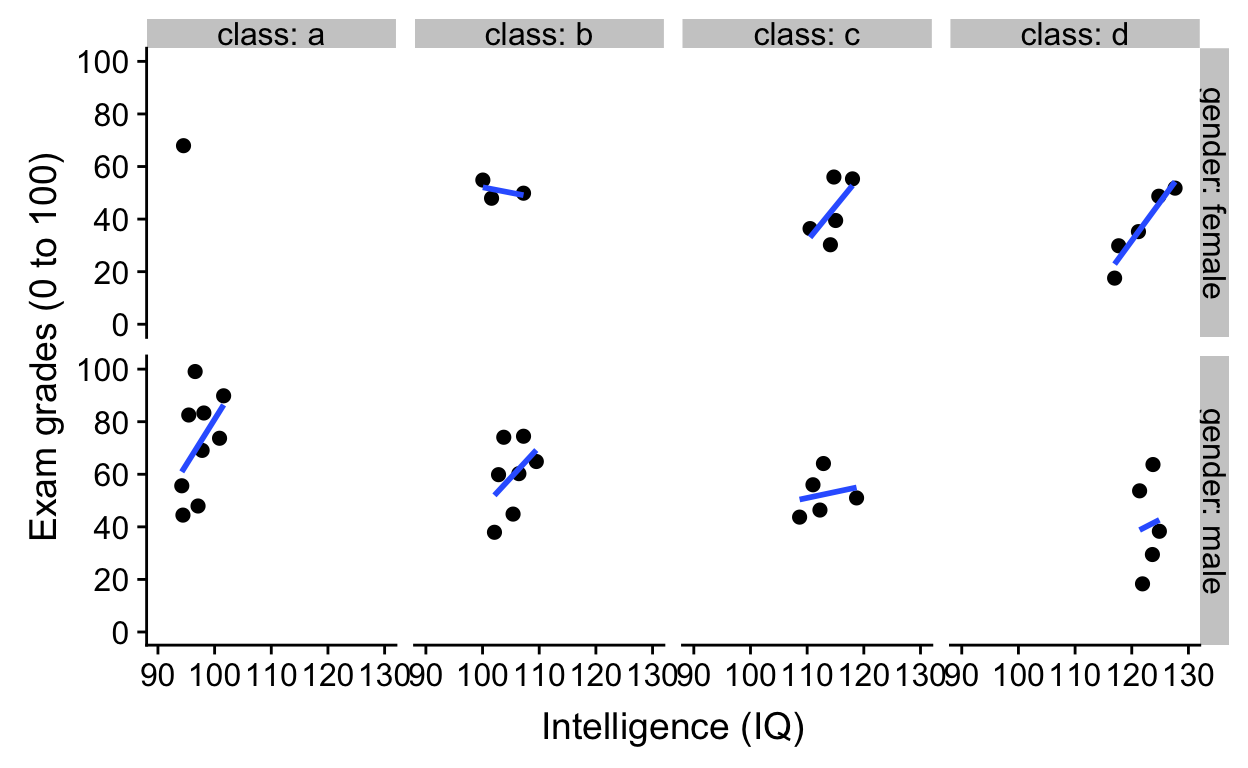 class: a
class: b
class: c
class: d
100
80
60
40
20
0
gender: female
100
80
60
40
20
0
gender: male
90 100 110 120 130
90 100 110 120 130
90 100 110 120 130
90 100 110 120 130
Intelligence (IQ)
Exam grades (0 to 100)